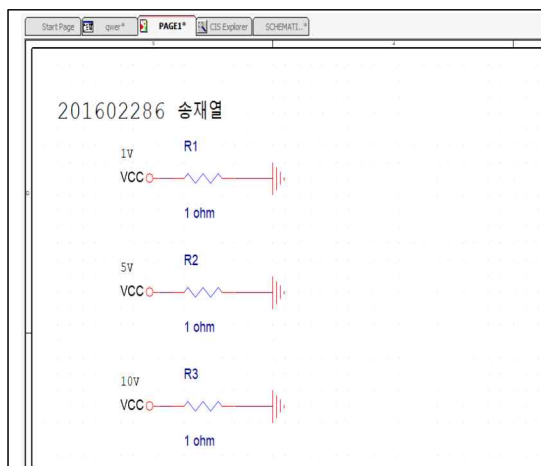 Start Page qwer* PAGE1* CIS Explorer SCHEMATI..*
201602286 송재열
1V
R1
VCC
1 ohm
5V
R2
VCC
1 ohm
10V
R3
VCC
1 ohm